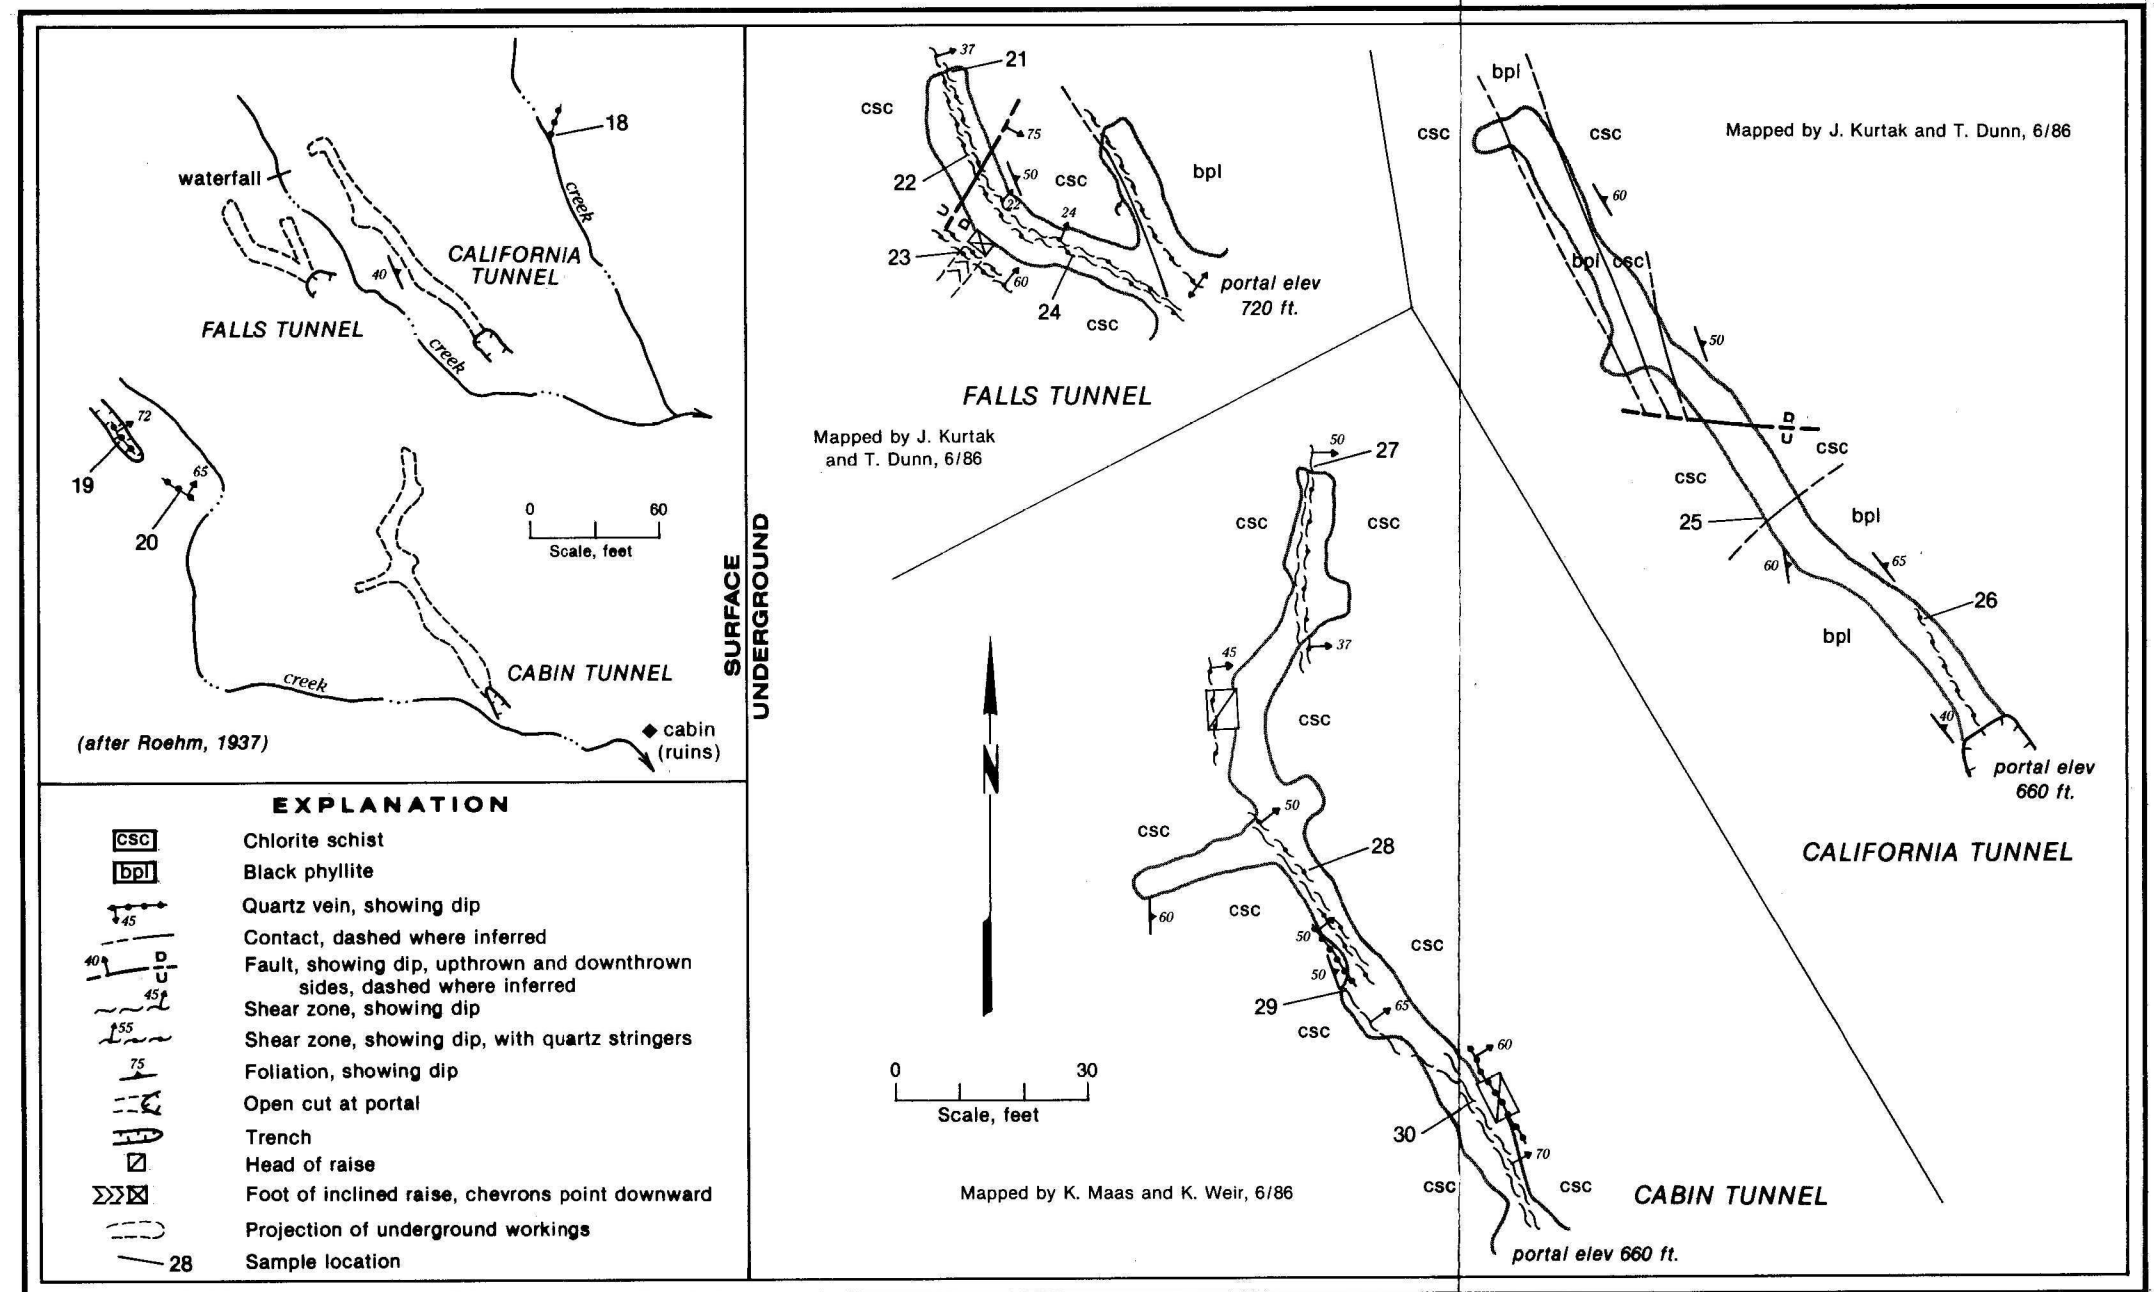 18
waterfall
creek
CALIFORNIA
TUNNEL
40
FALLS TUNNEL
creek
72
19
65
20
0 60
Scale, feet
CABIN TUNNEL
creek
cabin
(ruins)
(after Roehm, 1937)
SURFACE
UNDERGROUND
EXPLANATION
csc Chlorite schist
bpl Black phyllite
45 Quartz vein, showing dip
Contact, dashed where inferred
40 D U Fault, showing dip, upthrown and downthrown
sides, dashed where inferred
45 Shear zone, showing dip
55 Shear zone, showing dip, with quartz stringers
75 Foliation, showing dip
Open cut at portal
Trench
Head of raise
Foot of inclined raise, chevrons point downward
Projection of underground workings
28 Sample location
37
21
csc
75
22
50
csc
bpl
22
24
U
D
23
60
24
csc
portal elev
720 ft.
FALLS TUNNEL
Mapped by J. Kurtak
and T. Dunn, 6/86
bpl
csc
csc
Mapped by J. Kurtak and T. Dunn, 6/86
60
bpl csc
50
D
U
csc
csc
25
bpl
60
65
26
bpl
40
portal elev
660 ft.
CALIFORNIA TUNNEL
50
27
csc
csc
37
45
csc
N
50
csc
28
60
csc
50
csc
50
29
65
csc
60
0 30
Scale, feet
30
70
csc
csc
Mapped by K. Maas and K. Weir, 6/86
CABIN TUNNEL
portal elev 660 ft.